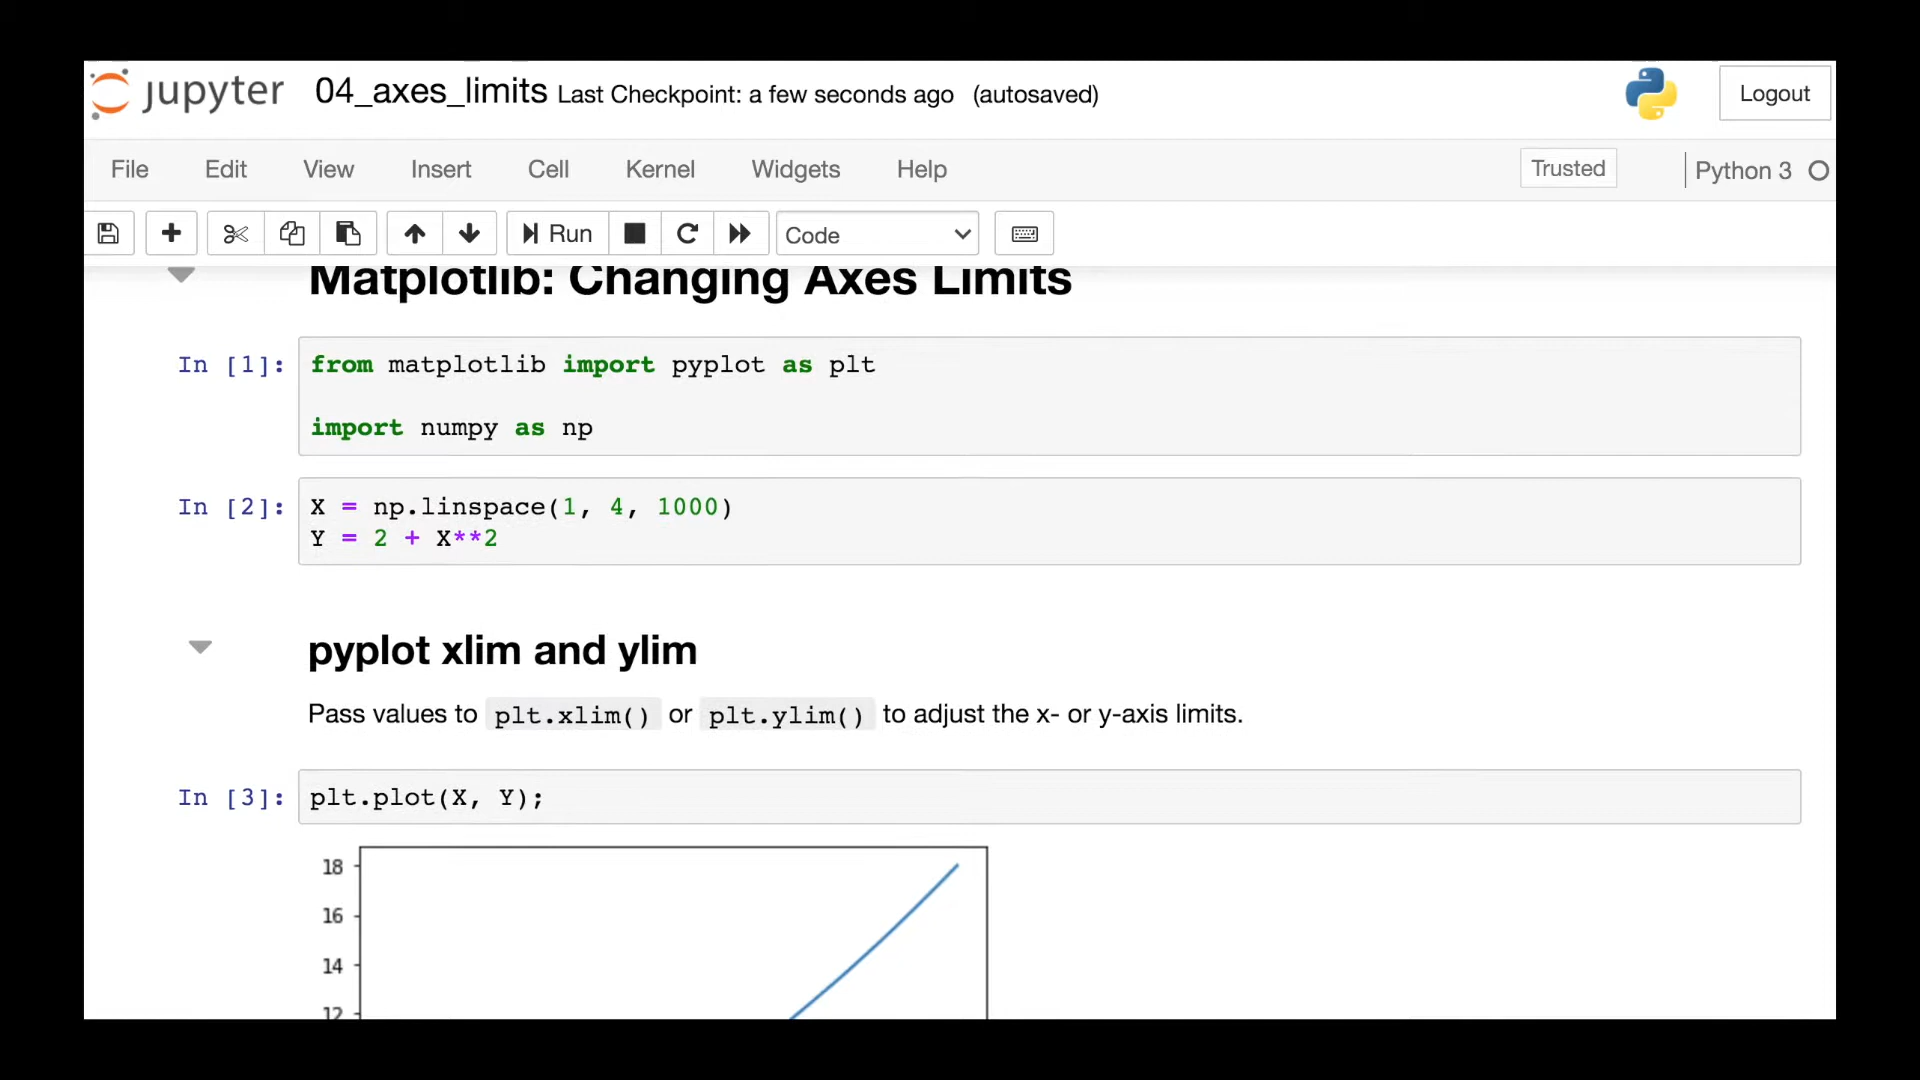 jupyter 04_axes_limits Last Checkpoint: a few seconds ago (autosaved) Logout
File Edit View Insert Cell Kernel Widgets Help Trusted Python 3
Run Code
Matplotlib: Changing Axes Limits
In [1]: from matplotlib import pyplot as plt
import numpy as np
In [2]: X = np.linspace(1, 4, 1000)
Y = 2 + X**2
pyplot xlim and ylim
Pass values to plt.xlim() or plt.ylim() to adjust the x- or y-axis limits.
In [3]: plt.plot(X, Y);
18
16
14
12